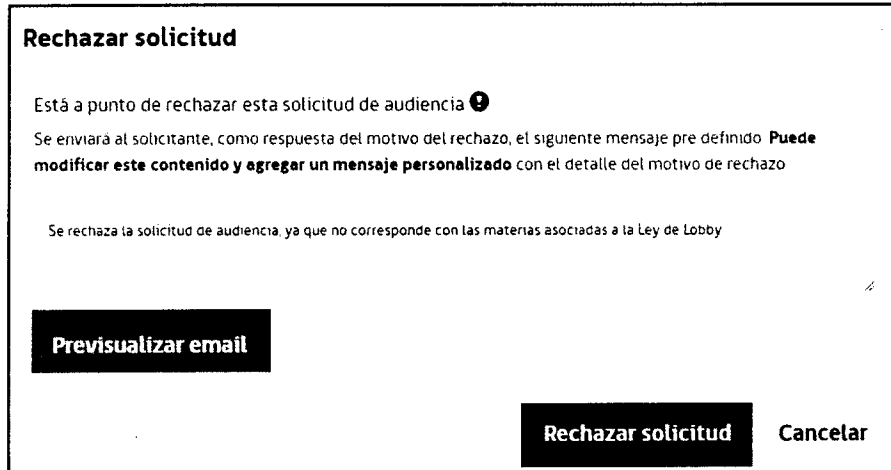 Rechazar solicitud
Está a punto de rechazar esta solicitud de audiencia
Se enviará al solicitante, como respuesta del motivo del rechazo, el siguiente mensaje pre definido Puede
modificar este contenido y agregar un mensaje personalizado con el detalle del motivo de rechazo
Se rechaza la solicitud de audiencia, ya que no corresponde con las materias asociadas a la Ley de Lobby
Previsualizar email
Rechazar solicitud Cancelar